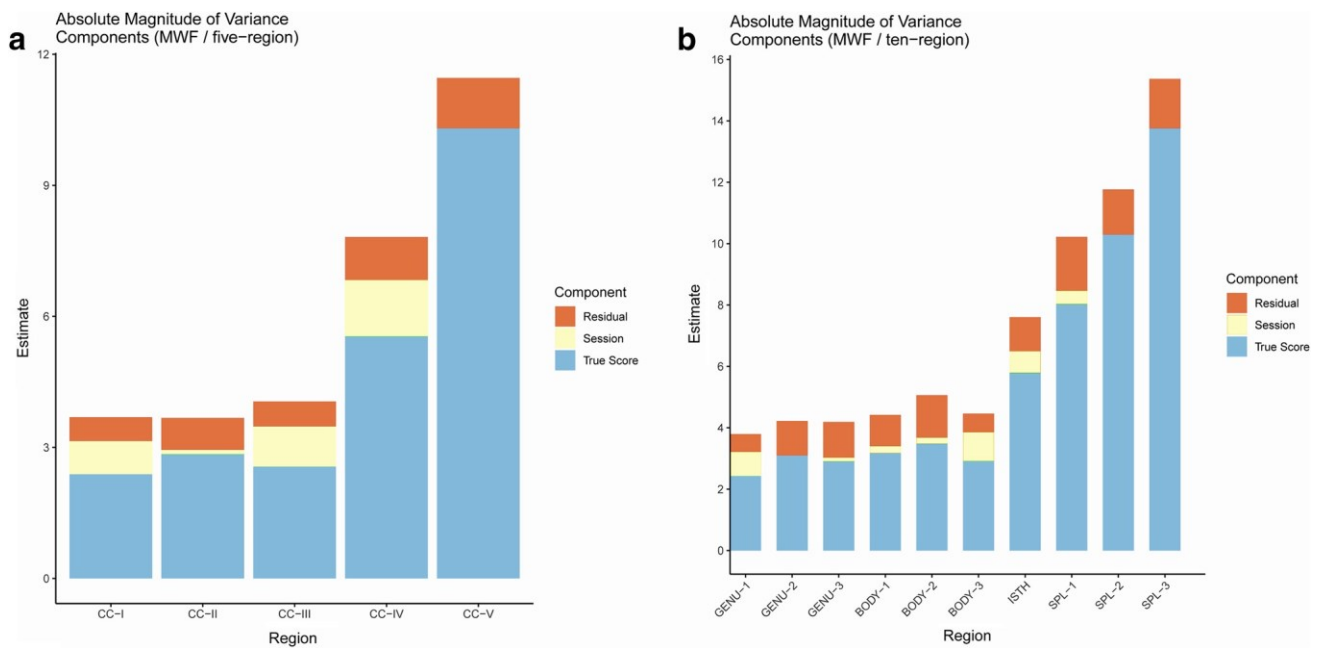 a
Absolute Magnitude of Variance
Components (MWF / five−region)
12
9
6
3
0
Estimate
CC−I
CC−II
CC−III
CC−IV
CC−V
Region
Component
Residual
Session
True Score
b
Absolute Magnitude of Variance
Components (MWF / ten−region)
16
14
12
10
8
6
4
2
0
Estimate
GENU−1
GENU−2
GENU−3
BODY−1
BODY−2
BODY−3
ISTH
SPL−1
SPL−2
SPL−3
Region
Component
Residual
Session
True Score